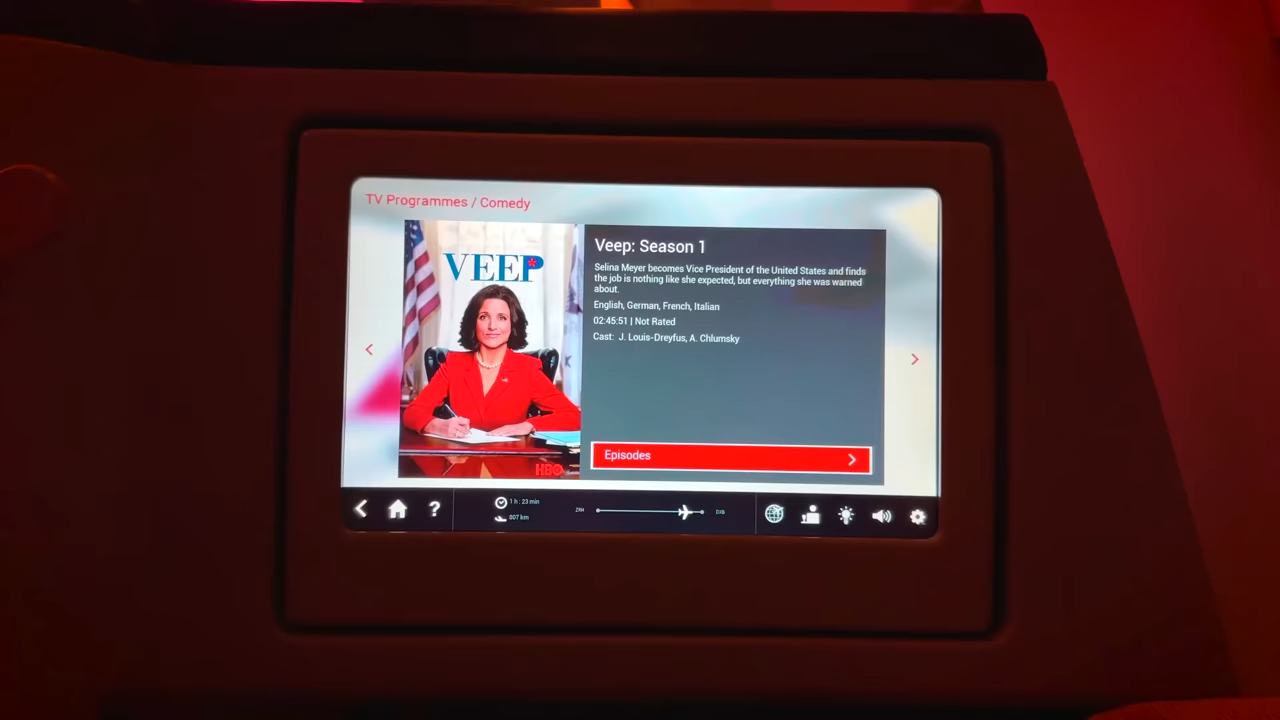 TV Programmes / Comedy
VEEP
Veep: Season 1
Selina Meyer becomes Vice President of the United States and finds
the job is nothing like she expected, but everything she was warned
about.
English, German, French, Italian
02:45:51 | Not Rated
Cast: J. Louis-Dreyfus, A. Chlumsky
HBO
Episodes
?
1 h : 23 min
807 km
ZRH
DXB